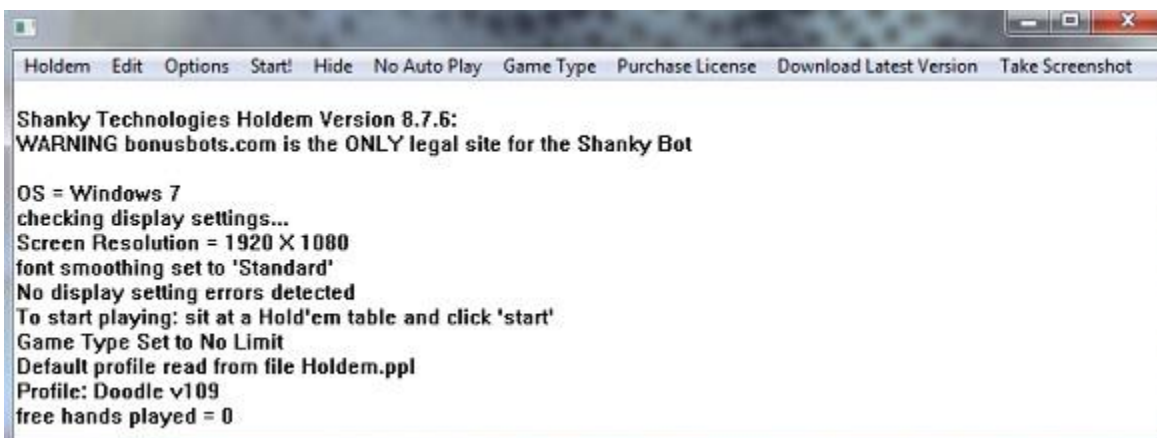 Holdem Edit Options Start! Hide No Auto Play Game Type Purchase License Download Latest Version Take Screenshot
Shanky Technologies Holdem Version 8.7.6:
WARNING bonusbots.com is the ONLY legal site for the Shanky Bot
OS = Windows 7
checking display settings...
Screen Resolution = 1920 X 1080
font smoothing set to 'Standard'
No display setting errors detected
To start playing: sit at a Hold'em table and click 'start'
Game Type Set to No Limit
Default profile read from file Holdem.ppl
Profile: Doodle v109
free hands played = 0